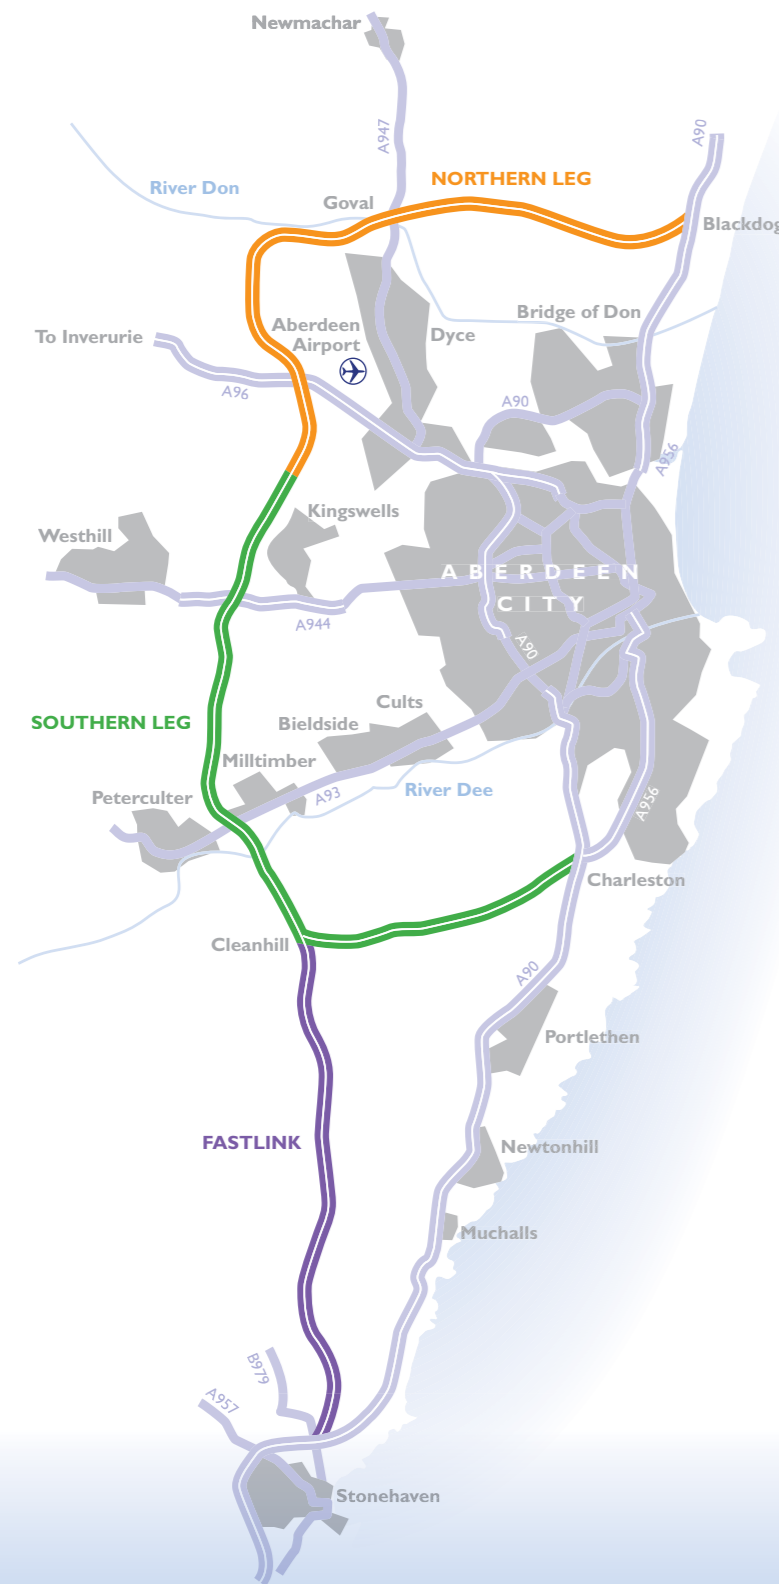 Newmachar
A947
A90
River Don
NORTHERN LEG
Goval
Blackdog
To Inverurie
Aberdeen
Airport
Dyce
Bridge of Don
A96
A90
A956
Kingswells
Westhill
ABERDEEN
CITY
A944
A90
SOUTHERN LEG
Cults
Bieldside
Milltimber
Peterculter
A93
River Dee
A956
Charleston
Cleanhill
A90
Portlethen
FASTLINK
Newtonhill
Muchalls
B979
A957
Stonehaven